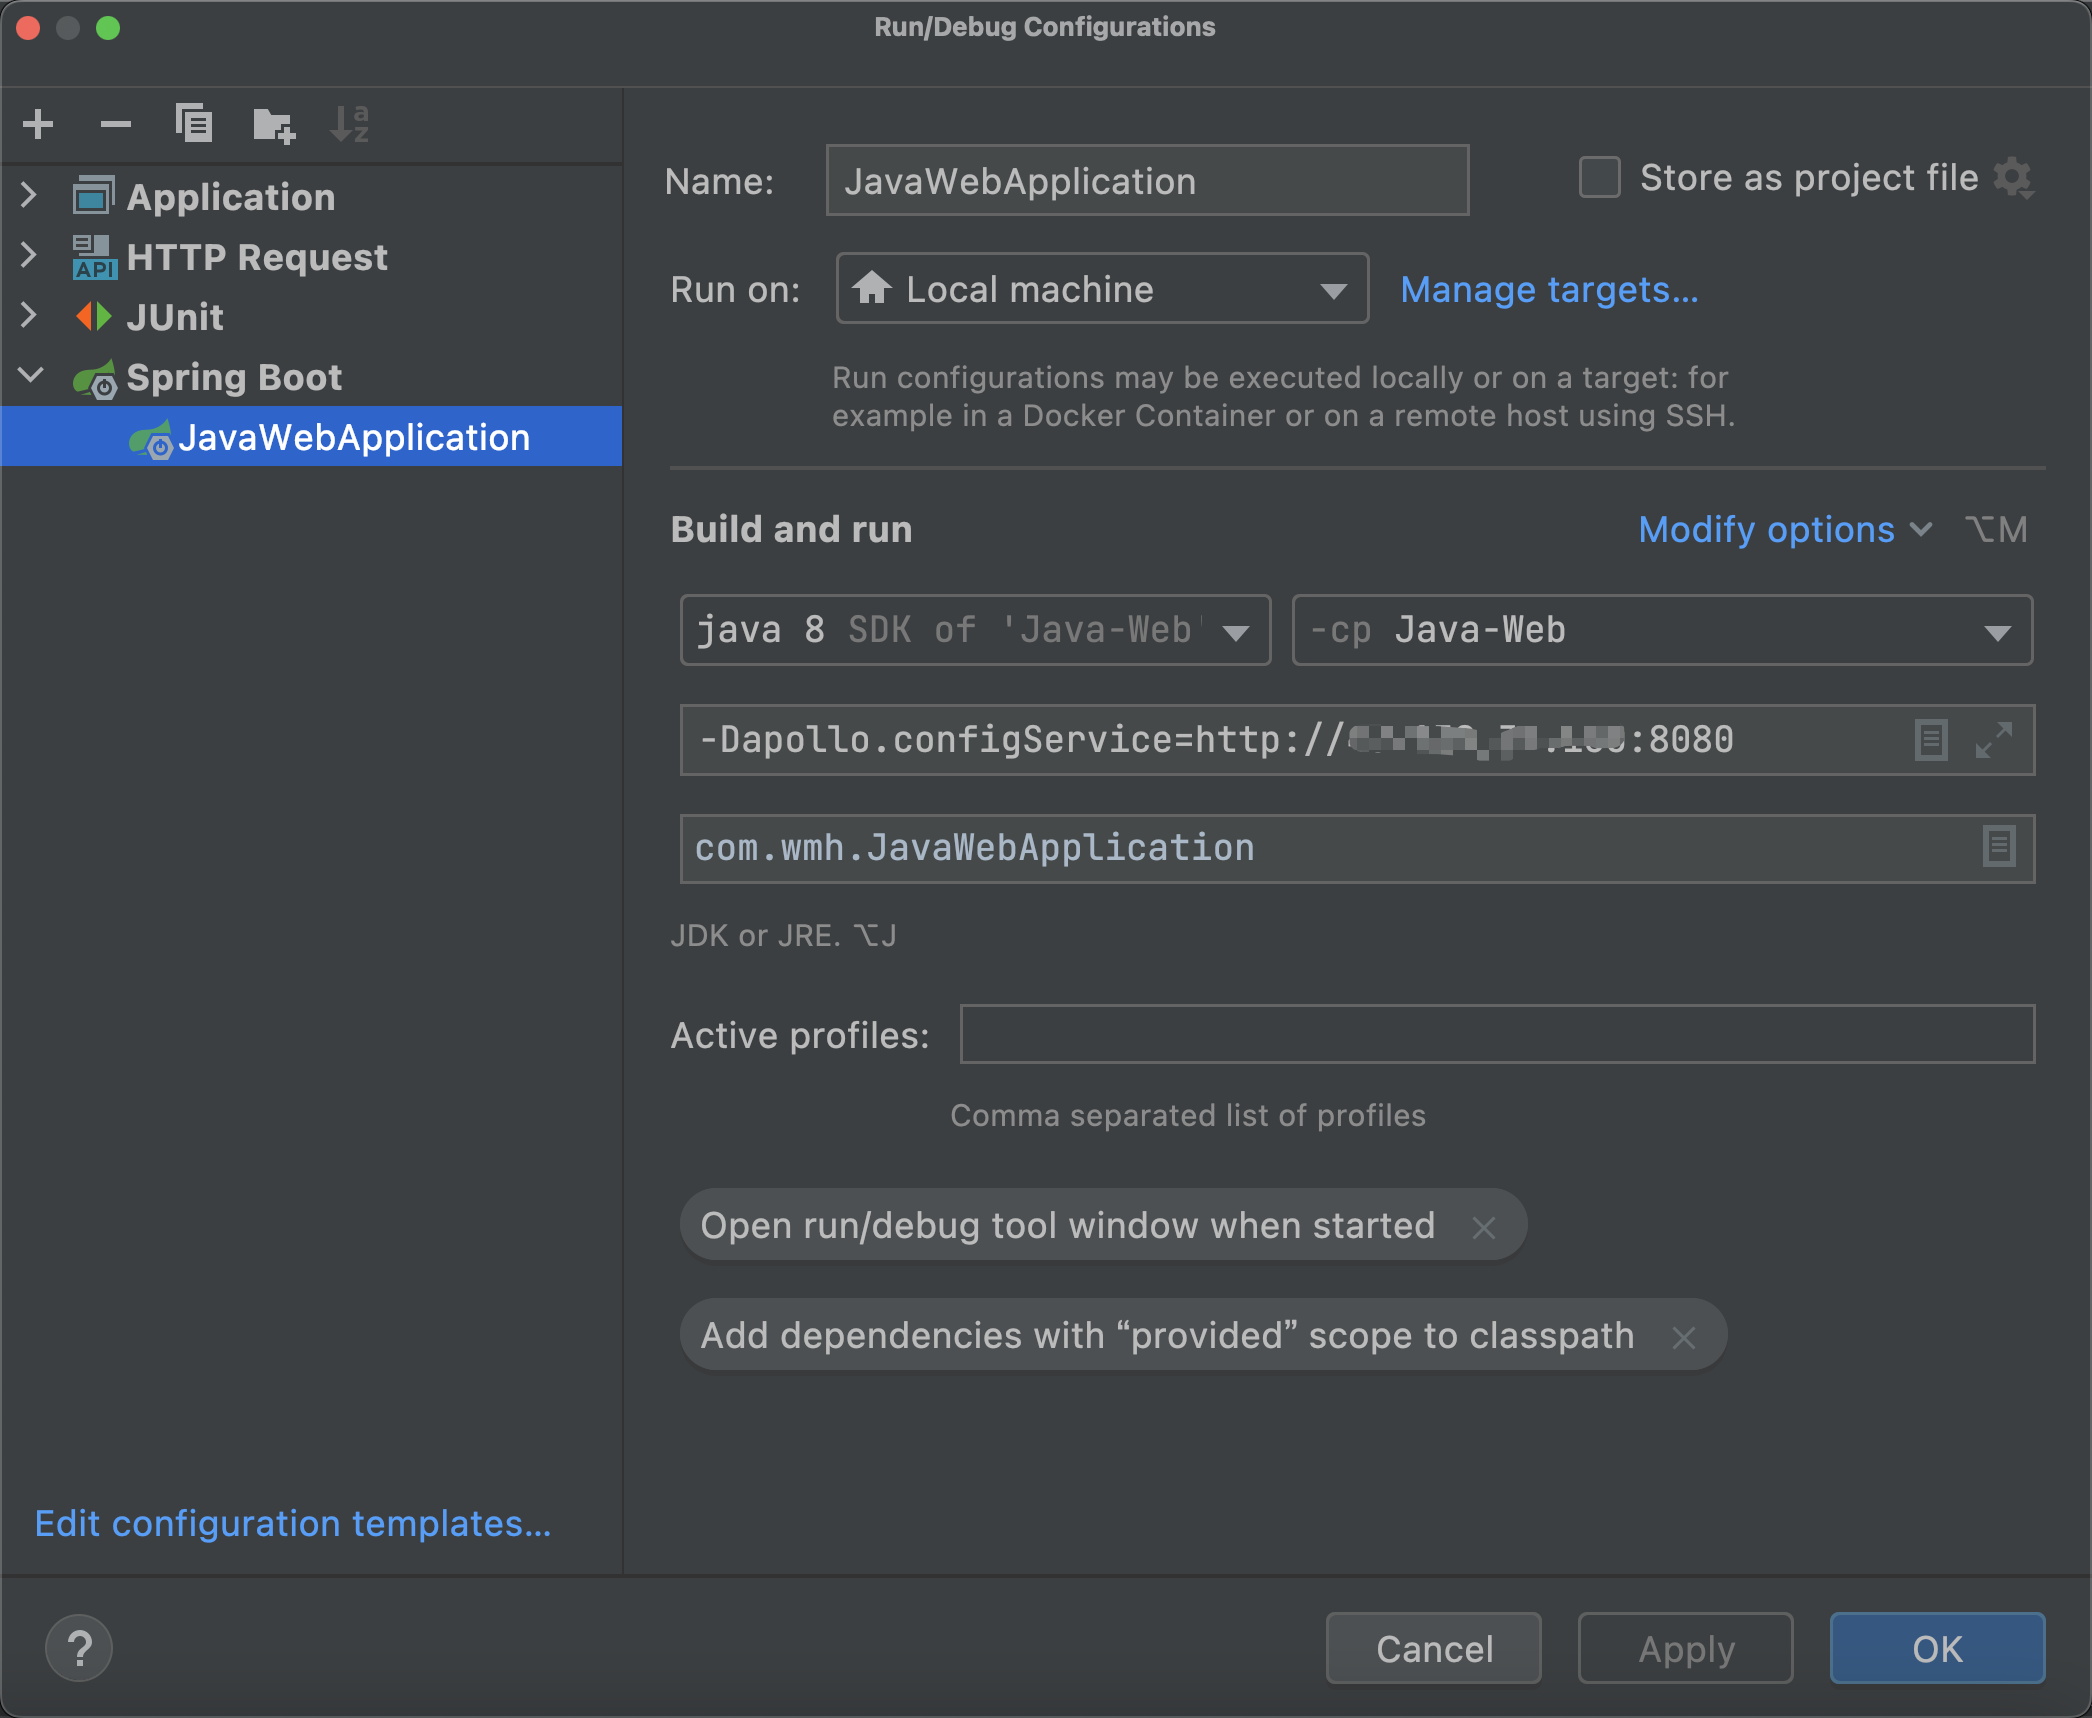 Run/Debug Configurations
Application
HTTP Request
API
JUnit
Spring Boot
JavaWebApplication
Edit configuration templates...
Name: JavaWebApplication
Store as project file
Run on: Local machine Manage targets...
Run configurations may be executed locally or on a target: for
example in a Docker Container or on a remote host using SSH.
Build and run Modify options ⌥M
java 8 SDK of 'Java-Web' -cp Java-Web
-Dapollo.configService=http:// :8080
com.wmh.JavaWebApplication
JDK or JRE. ⌥J
Active profiles:
Comma separated list of profiles
Open run/debug tool window when started
Add dependencies with “provided” scope to classpath
? Cancel Apply OK